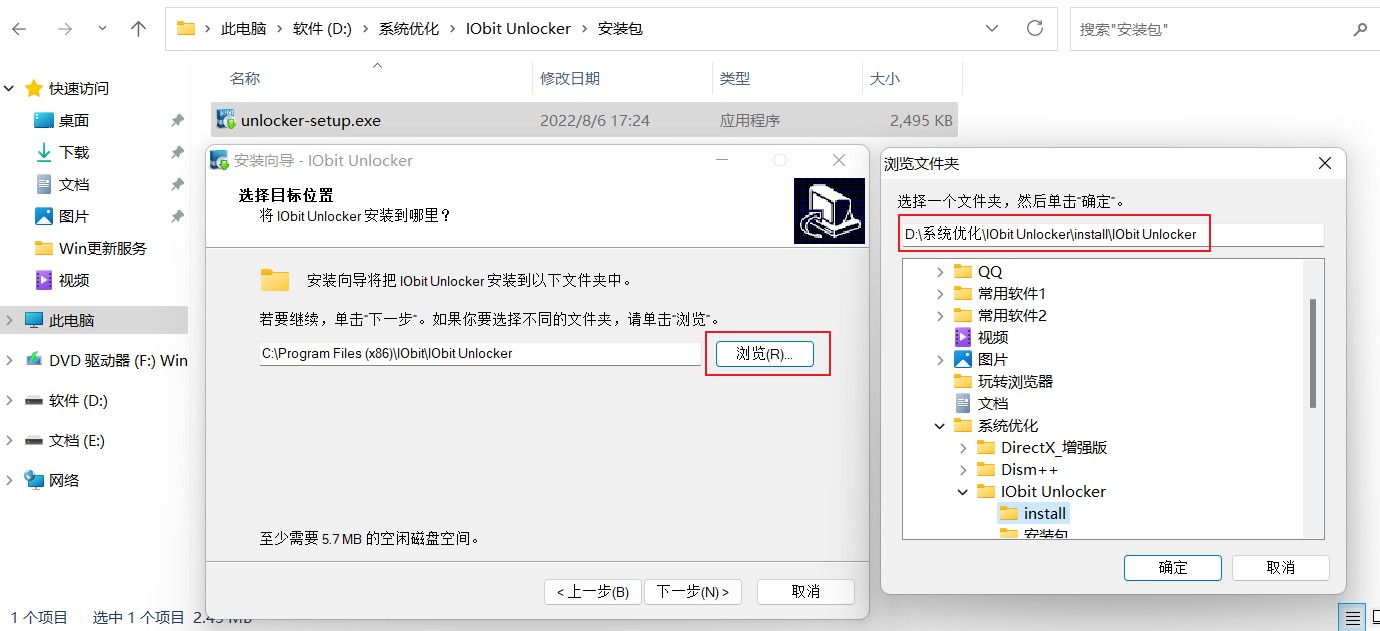 此电脑 > 软件 (D:) > 系统优化 > IObit Unlocker > 安装包
搜索"安装包"
名称 修改日期 类型 大小
unlocker-setup.exe 2022/8/6 17:24 应用程序 2,495 KB
快速访问
桌面
下载
文档
图片
Win更新服务
视频
此电脑
DVD 驱动器 (F:) Win
软件 (D:)
文档 (E:)
网络
1 个项目 选中 1 个项目 2.43 MB
安装向导 - IObit Unlocker
选择目标位置
将 IObit Unlocker 安装到哪里？
安装向导将把 IObit Unlocker 安装到以下文件夹中。
若要继续，单击“下一步”。如果你要选择不同的文件夹，请单击“浏览”。
C:\Program Files (x86)\IObit\IObit Unlocker
浏览(R)...
至少需要 5.7 MB 的空闲磁盘空间。
< 上一步(B) 下一步(N) > 取消
浏览文件夹
选择一个文件夹，然后单击“确定”。
D:\系统优化\IObit Unlocker\install\IObit Unlocker
QQ
常用软件1
常用软件2
视频
图片
玩转浏览器
文档
系统优化
DirectX_增强版
Dism++
IObit Unlocker
install
安装包
确定 取消